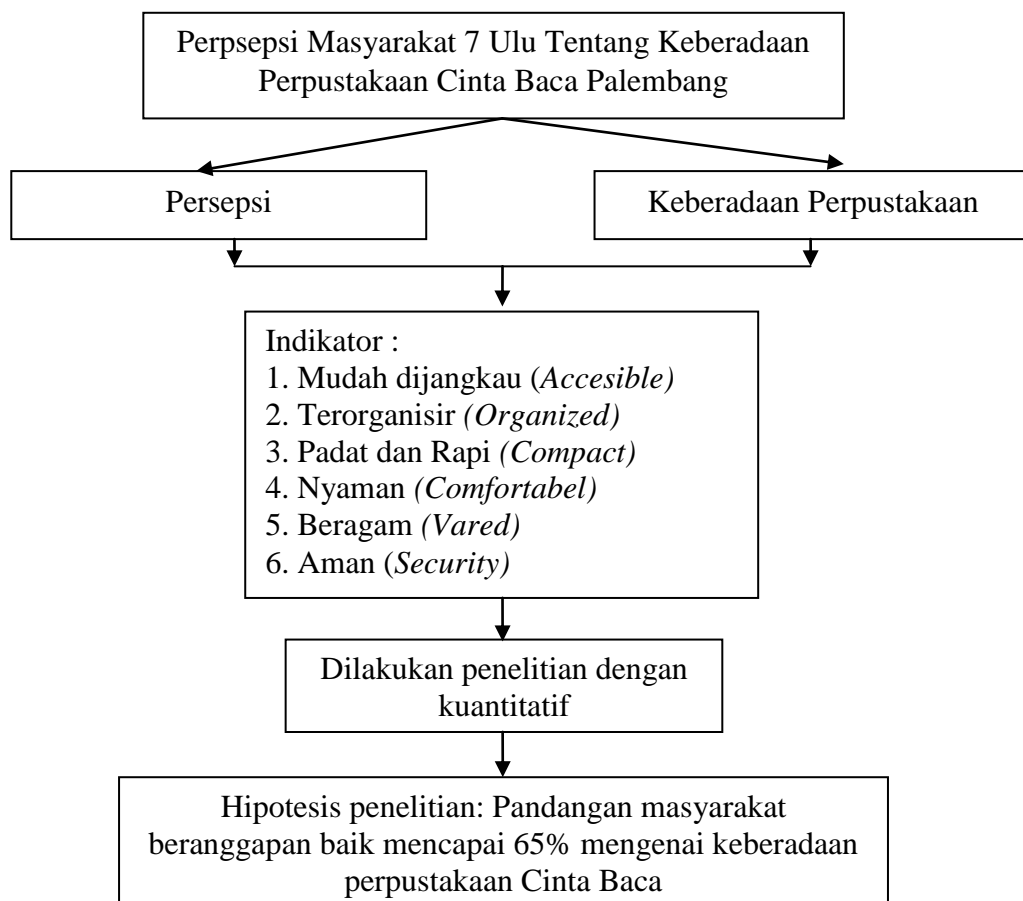 Perpsepsi Masyarakat 7 Ulu Tentang Keberadaan
Perpustakaan Cinta Baca Palembang
Persepsi
Keberadaan Perpustakaan
Indikator :
1. Mudah dijangkau (Accesible)
2. Terorganisir (Organized)
3. Padat dan Rapi (Compact)
4. Nyaman (Comfortabel)
5. Beragam (Vared)
6. Aman (Security)
Dilakukan penelitian dengan
kuantitatif
Hipotesis penelitian: Pandangan masyarakat
beranggapan baik mencapai 65% mengenai keberadaan
perpustakaan Cinta Baca